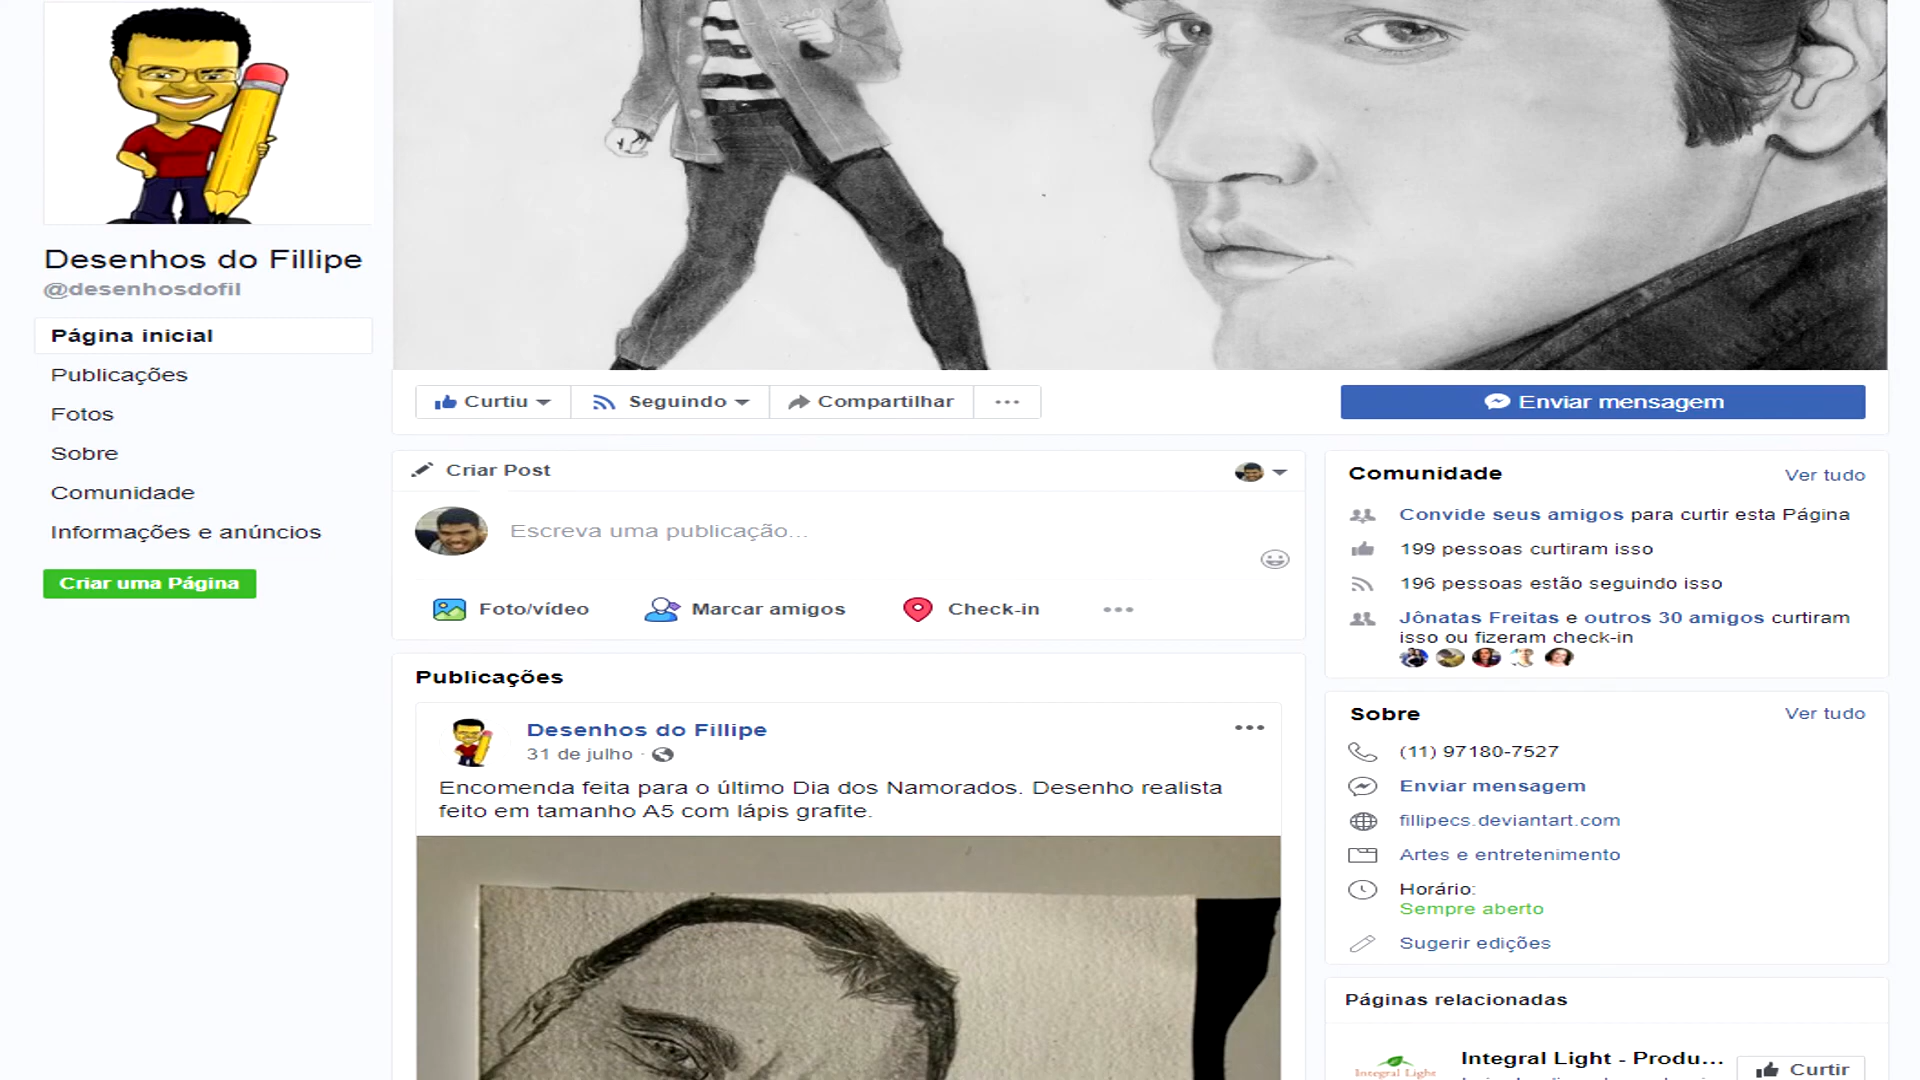 Desenhos do Fillipe
@desenhosdofil
Página inicial
Publicações
Fotos
Sobre
Comunidade
Informações e anúncios
Criar uma Página
Curtiu
Seguindo
Compartilhar
Enviar mensagem
Criar Post
Escreva uma publicação...
Foto/vídeo
Marcar amigos
Check-in
Publicações
Desenhos do Fillipe
31 de julho ·
Encomenda feita para o último Dia dos Namorados. Desenho realista
feito em tamanho A5 com lápis grafite.
Comunidade
Ver tudo
Convide seus amigos para curtir esta Página
199 pessoas curtiram isso
196 pessoas estão seguindo isso
Jônatas Freitas e outros 30 amigos curtiram
isso ou fizeram check-in
Sobre
Ver tudo
(11) 97180-7527
Enviar mensagem
fillipecs.deviantart.com
Artes e entretenimento
Horário:
Sempre aberto
Sugerir edições
Páginas relacionadas
Integral Light
Integral Light - Produ...
Curtir